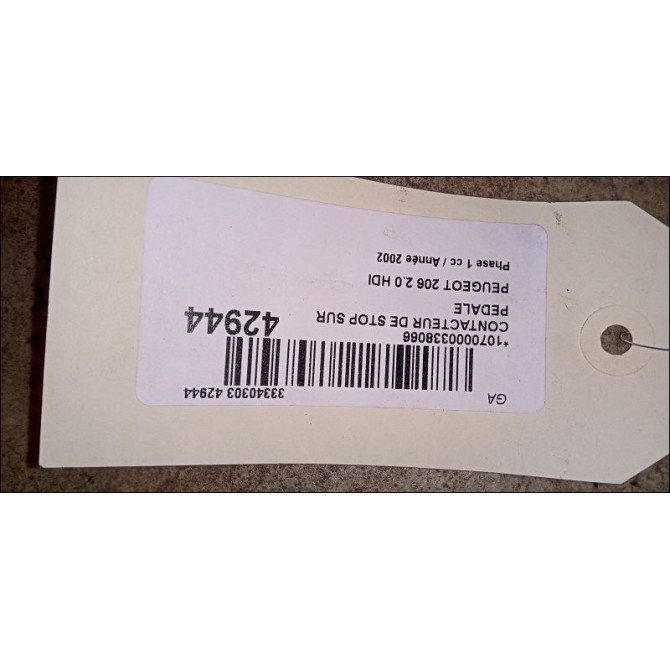 GA
33340303 42944
*1070000338066
CONTACTEUR DE STOP SUR
PEDALE
42944
PEUGEOT 206 2.0 HDI
Phase 1 cc / Année 2002